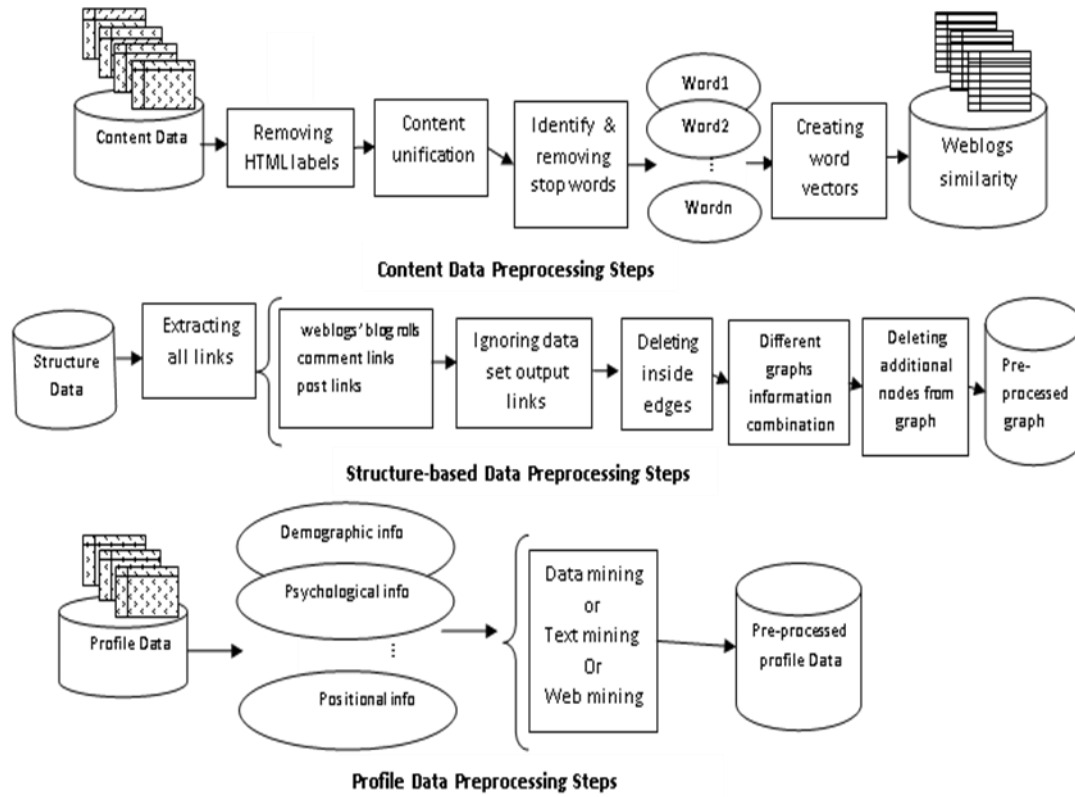 Content Data
Removing
HTML labels
Content
unification
Identify &
removing
stop words
Word1
Word2
⋮
Wordn
Creating
word
vectors
Weblogs
similarity
Content Data Preprocessing Steps
Structure
Data
Extracting
all links
weblogs' blog rolls
comment links
post links
Ignoring data
set output
links
Deleting
inside
edges
Different
graphs
information
combination
Deleting
additional
nodes from
graph
Pre-
processed
graph
Structure-based Data Preprocessing Steps
Profile Data
Demographic info
Psychological info
⋮
Positional info
Data mining
or
Text mining
Or
Web mining
Pre-processed
profile Data
Profile Data Preprocessing Steps